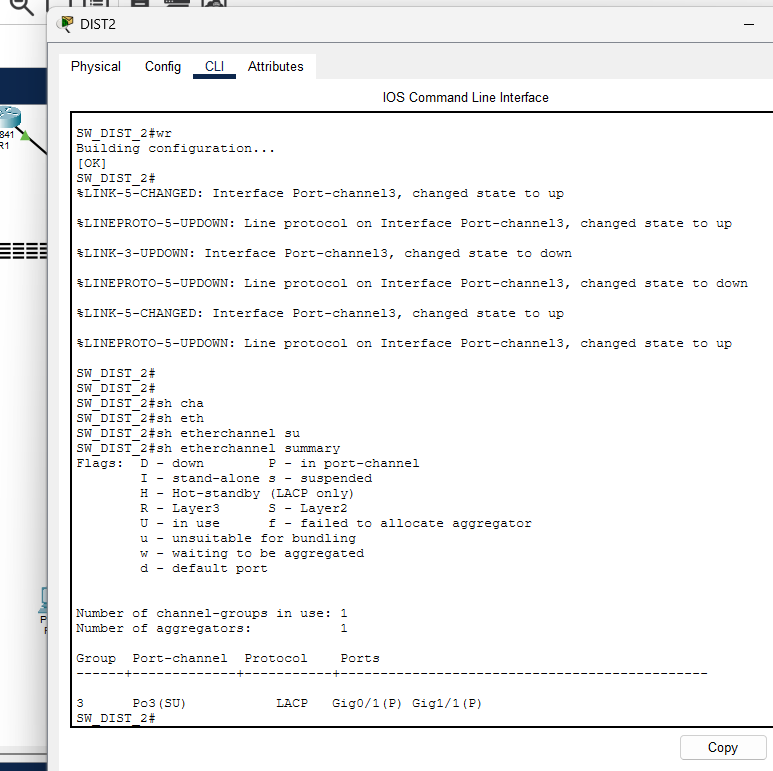 DIST2
Physical Config CLI Attributes
IOS Command Line Interface
841
R1
SW_DIST_2#wr
Building configuration...
[OK]
SW_DIST_2#
%LINK-5-CHANGED: Interface Port-channel3, changed state to up
%LINEPROTO-5-UPDOWN: Line protocol on Interface Port-channel3, changed state to up
%LINK-3-UPDOWN: Interface Port-channel3, changed state to down
%LINEPROTO-5-UPDOWN: Line protocol on Interface Port-channel3, changed state to down
%LINK-5-CHANGED: Interface Port-channel3, changed state to up
%LINEPROTO-5-UPDOWN: Line protocol on Interface Port-channel3, changed state to up
SW_DIST_2#
SW_DIST_2#
SW_DIST_2#sh cha
SW_DIST_2#sh eth
SW_DIST_2#sh etherchannel su
SW_DIST_2#sh etherchannel summary
Flags:  D - down        P - in port-channel
        I - stand-alone s - suspended
        H - Hot-standby (LACP only)
        R - Layer3      S - Layer2
        U - in use      f - failed to allocate aggregator
        u - unsuitable for bundling
        w - waiting to be aggregated
        d - default port
Number of channel-groups in use: 1
Number of aggregators:           1
Group  Port-channel  Protocol    Ports
------+-------------+-----------+----------------------------------------------
3      Po3(SU)           LACP   Gig0/1(P) Gig1/1(P)
SW_DIST_2#
Copy